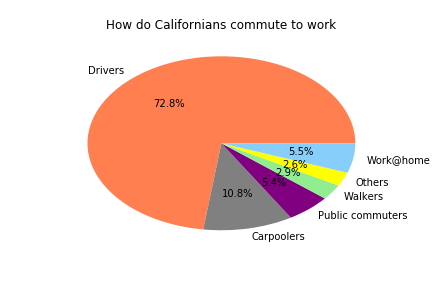 How do Californians commute to work
Drivers
72.8%
5.5%
Work@home
2.6%
Others
2.9%
Walkers
5.4%
Public commuters
10.8%
Carpoolers